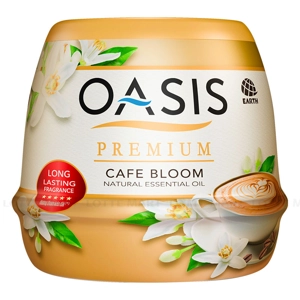 OASIS
EARTH
PREMIUM
CAFE BLOOM
NATURAL ESSENTIAL OIL
LONG
LASTING
FRAGRANCE